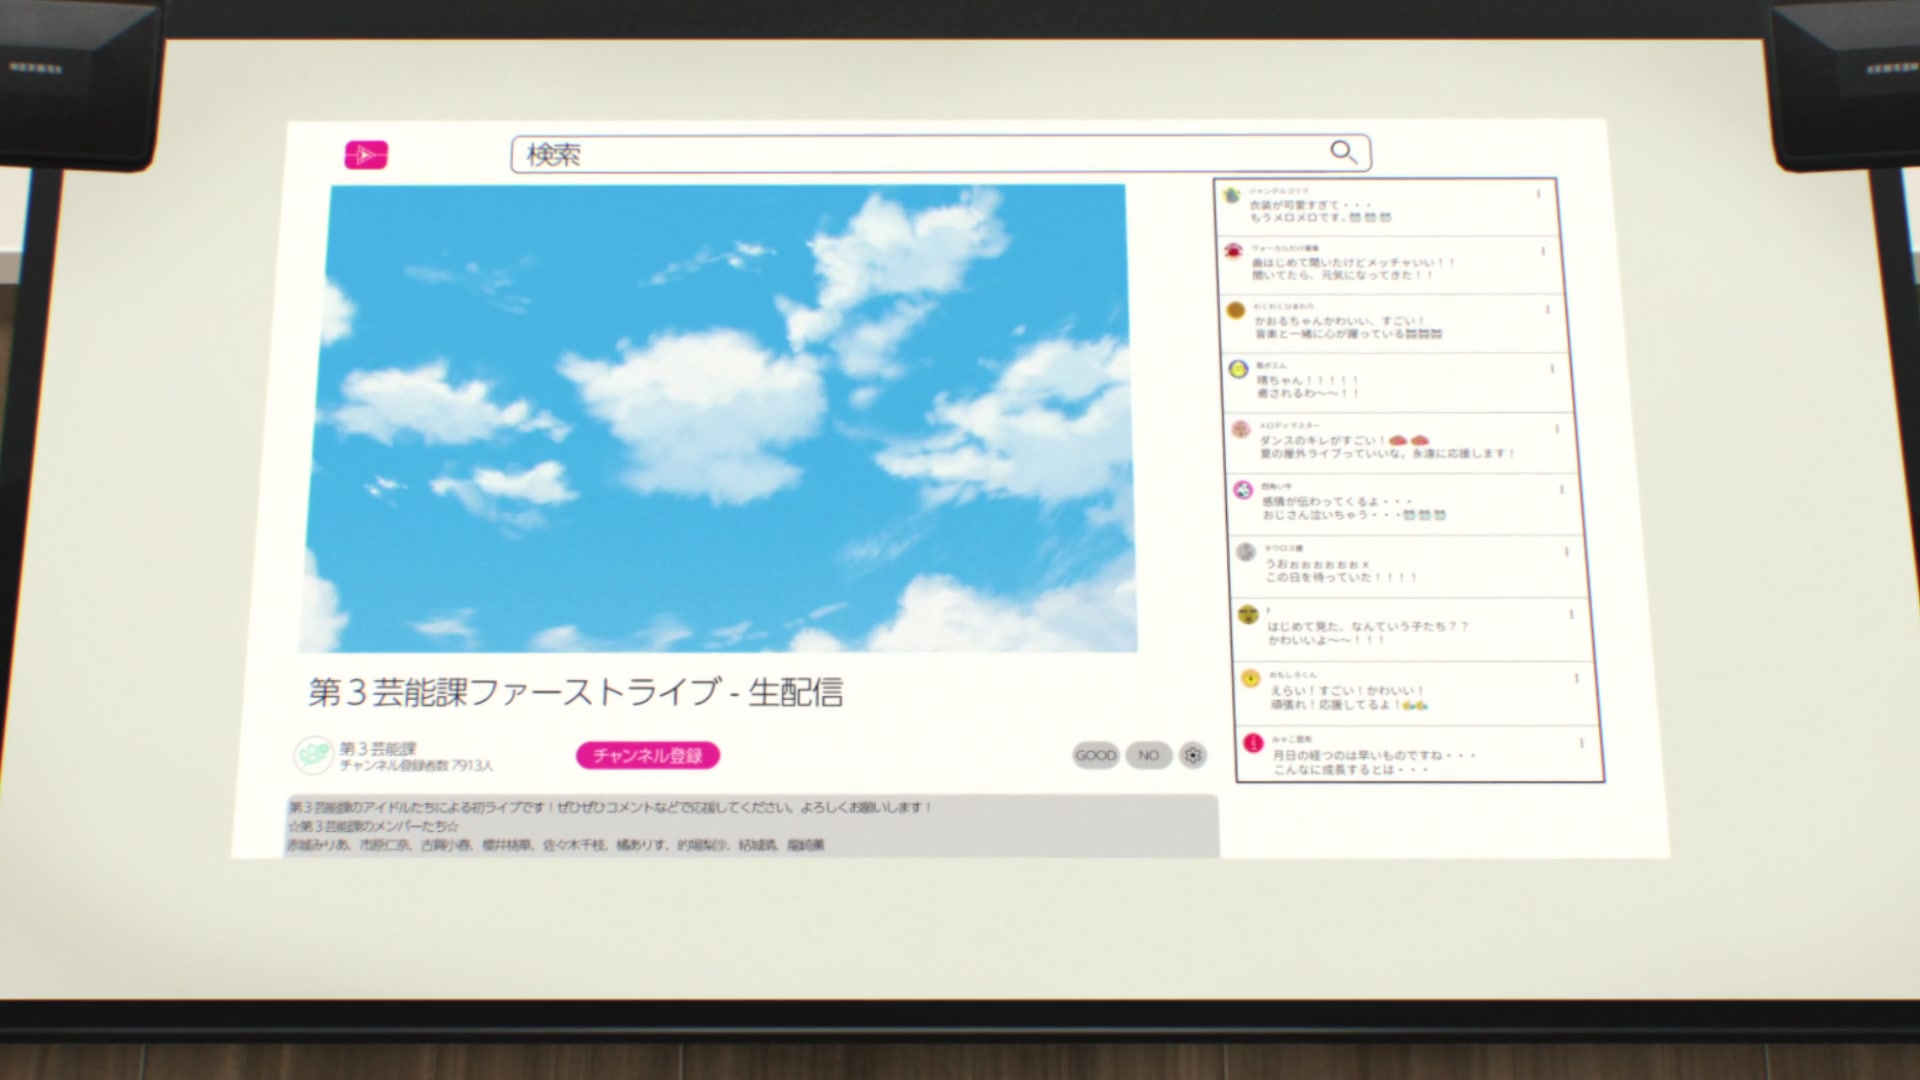 検索
第３芸能課ファーストライブ - 生配信
第３芸能課
チャンネル登録者数 7913人
チャンネル登録
GOOD
NO
第３芸能課のアイドルたちによる初ライブです！ぜひぜひコメントなどで応援してください。よろしくお願いします！
☆第３芸能課のメンバーたち☆
赤城みりあ、市原仁奈、古賀小春、櫻井桃華、佐々木千枝、橘ありす、的場梨沙、結城晴、龍崎薫
ジャングルゴリラ
衣装が可愛すぎて・・・
もうメロメロです。
ヴォーカルだけ募集
曲はじめて聞いたけどメッチャいい！！
聞いてたら、元気になってきた！！
わくわくひまわり
かおるちゃんかわいい、すごい！
音楽と一緒に心が躍っている
晴ちゃん！！！！！
癒されるわ～～！！
メロディマスター
ダンスのキレがすごい！
夏の屋外ライブっていいな。永遠に応援します！
四角い牛
感情が伝わってくるよ・・・
おじさん泣いちゃう・・・
タウロス様
うおぉぉぉぉぉぉｘ
この日を待っていた！！！！
F
はじめて見た、なんていう子たち？？
かわいいよ～～！！！
おもしろくん
えらい！すごい！かわいい！
頑張れ！応援してるよ！
月日の経つのは早いものですね・・・
こんなに成長するとは・・・